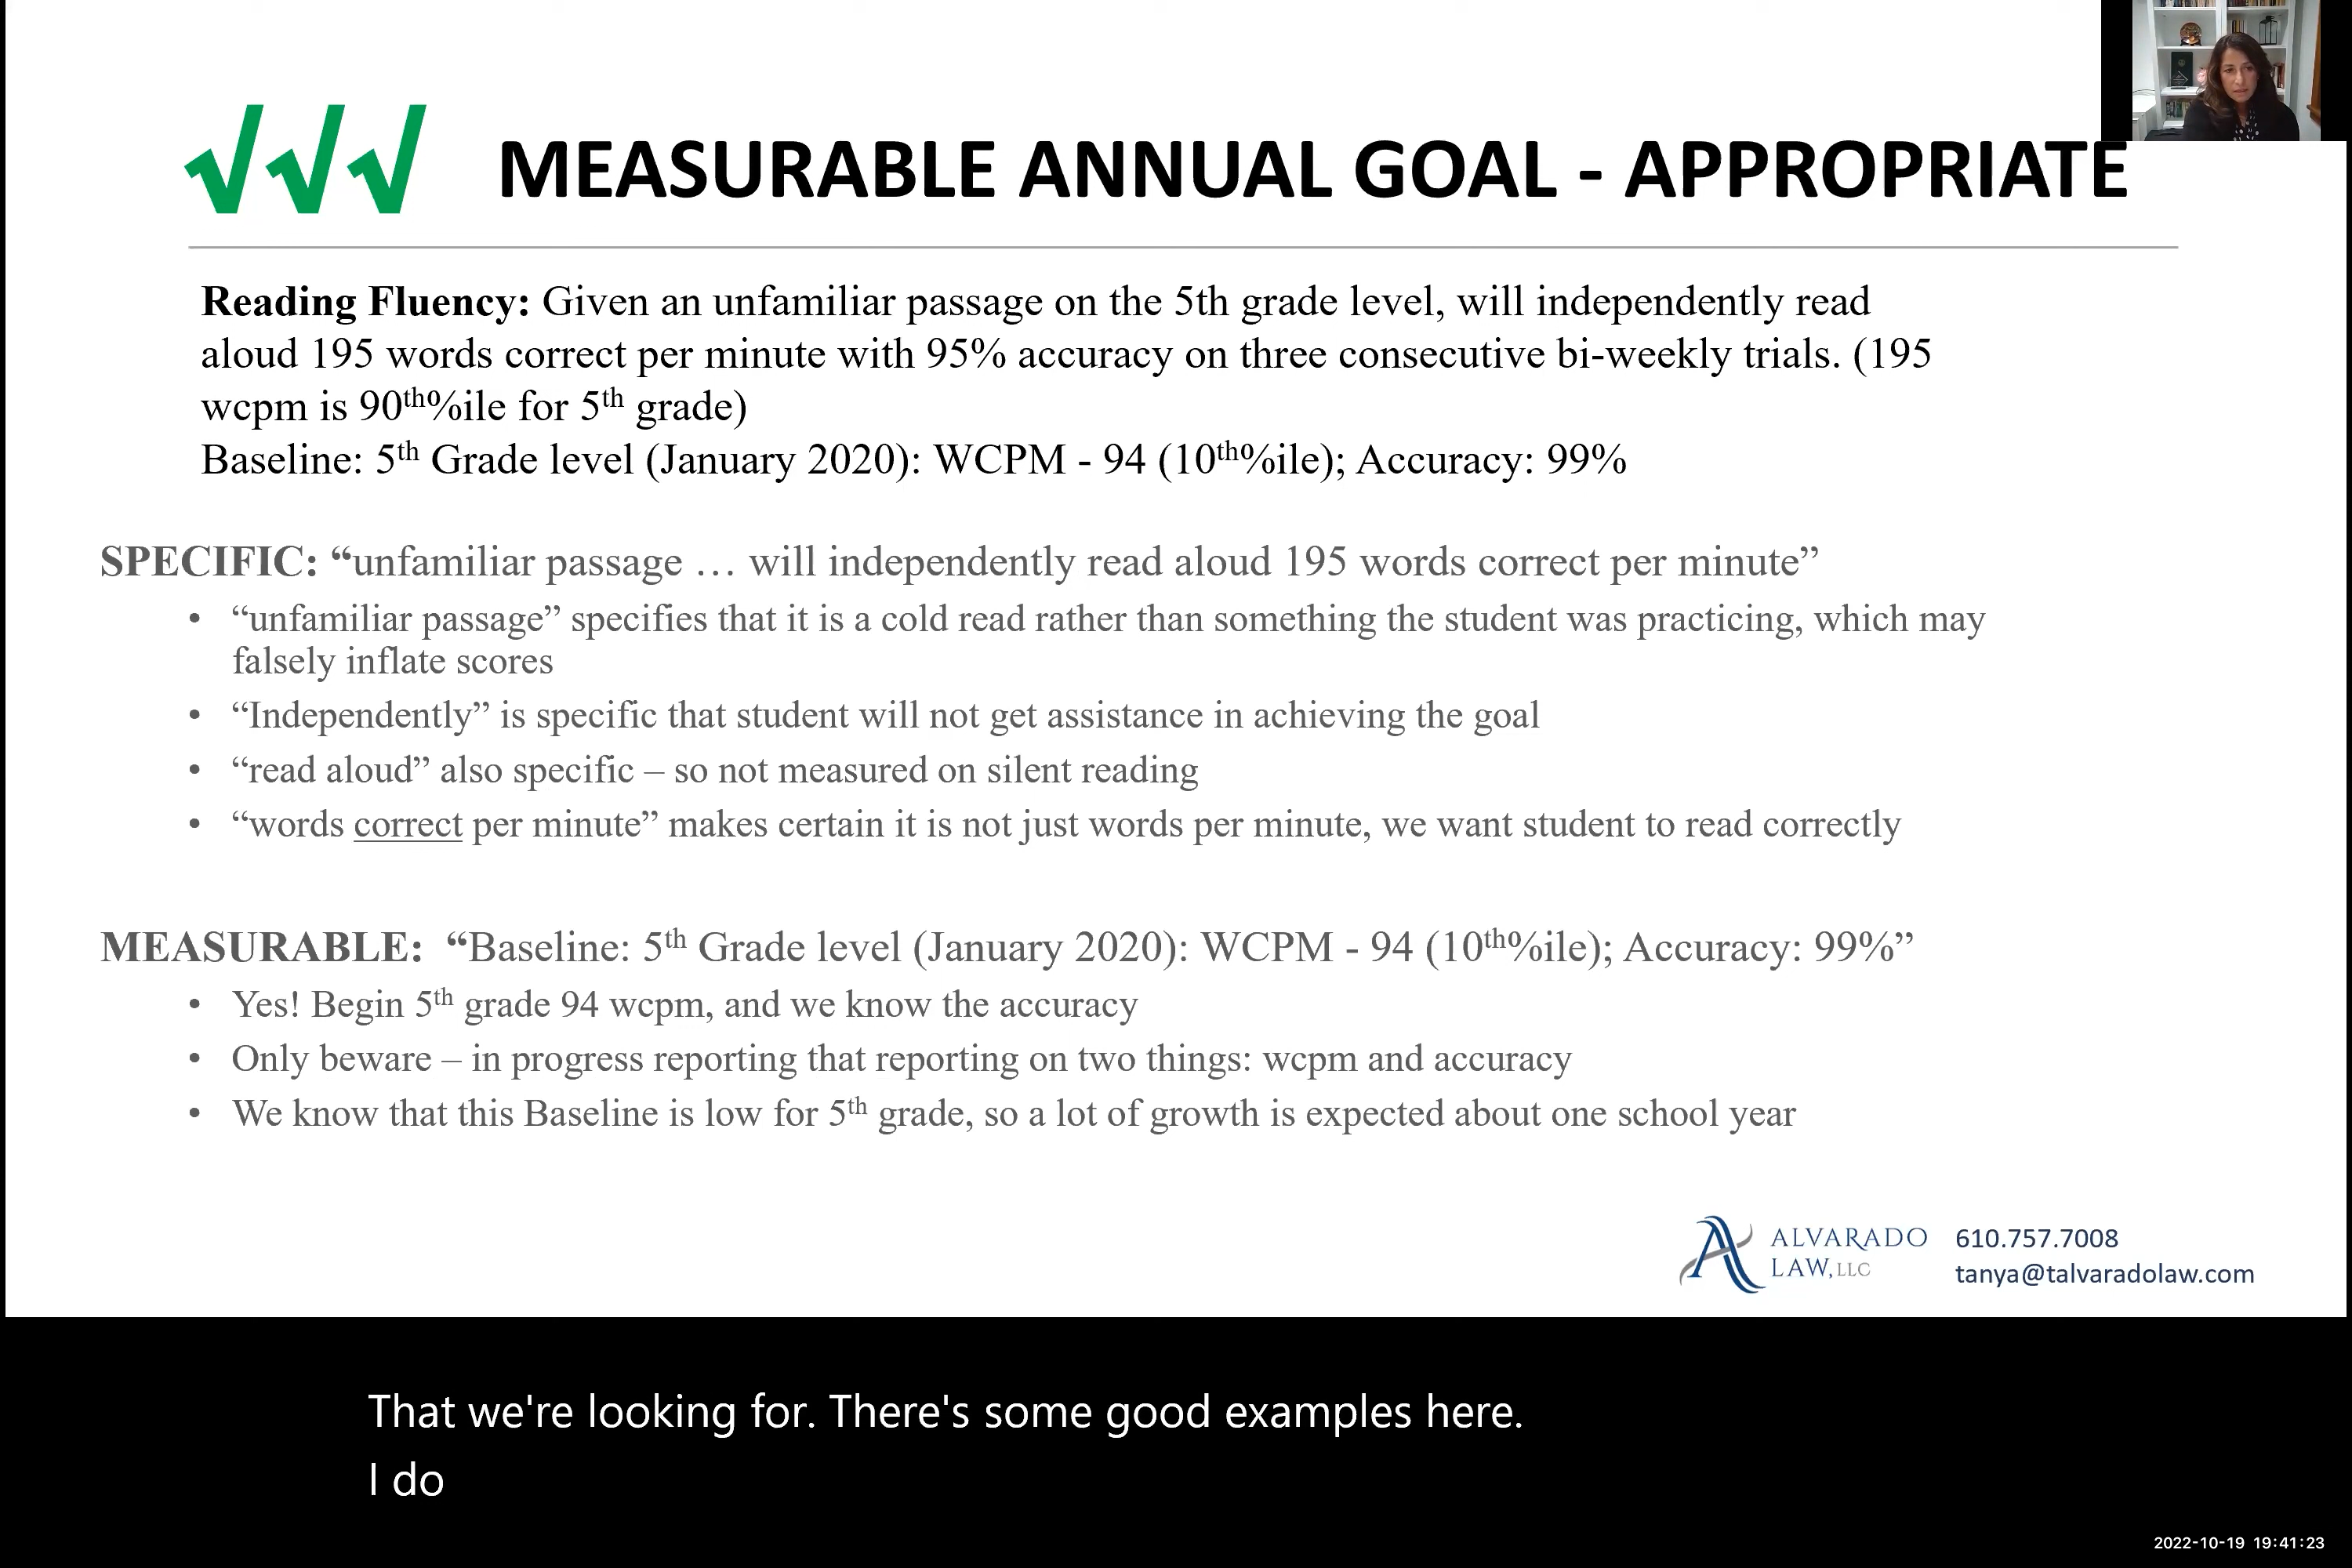 √√√ MEASURABLE ANNUAL GOAL - APPROPRIATE
Reading Fluency: Given an unfamiliar passage on the 5th grade level, will independently read
aloud 195 words correct per minute with 95% accuracy on three consecutive bi-weekly trials. (195
wcpm is 90th%ile for 5th grade)
Baseline: 5th Grade level (January 2020): WCPM - 94 (10th%ile); Accuracy: 99%
SPECIFIC: “unfamiliar passage … will independently read aloud 195 words correct per minute”
• “unfamiliar passage” specifies that it is a cold read rather than something the student was practicing, which may
falsely inflate scores
• “Independently” is specific that student will not get assistance in achieving the goal
• “read aloud” also specific – so not measured on silent reading
• “words correct per minute” makes certain it is not just words per minute, we want student to read correctly
MEASURABLE: “Baseline: 5th Grade level (January 2020): WCPM - 94 (10th%ile); Accuracy: 99%”
• Yes! Begin 5th grade 94 wcpm, and we know the accuracy
• Only beware – in progress reporting that reporting on two things: wcpm and accuracy
• We know that this Baseline is low for 5th grade, so a lot of growth is expected about one school year
ALVARADO
LAW, LLC
610.757.7008
tanya@talvaradolaw.com
That we're looking for. There's some good examples here.
I do
2022-10-19 19:41:23